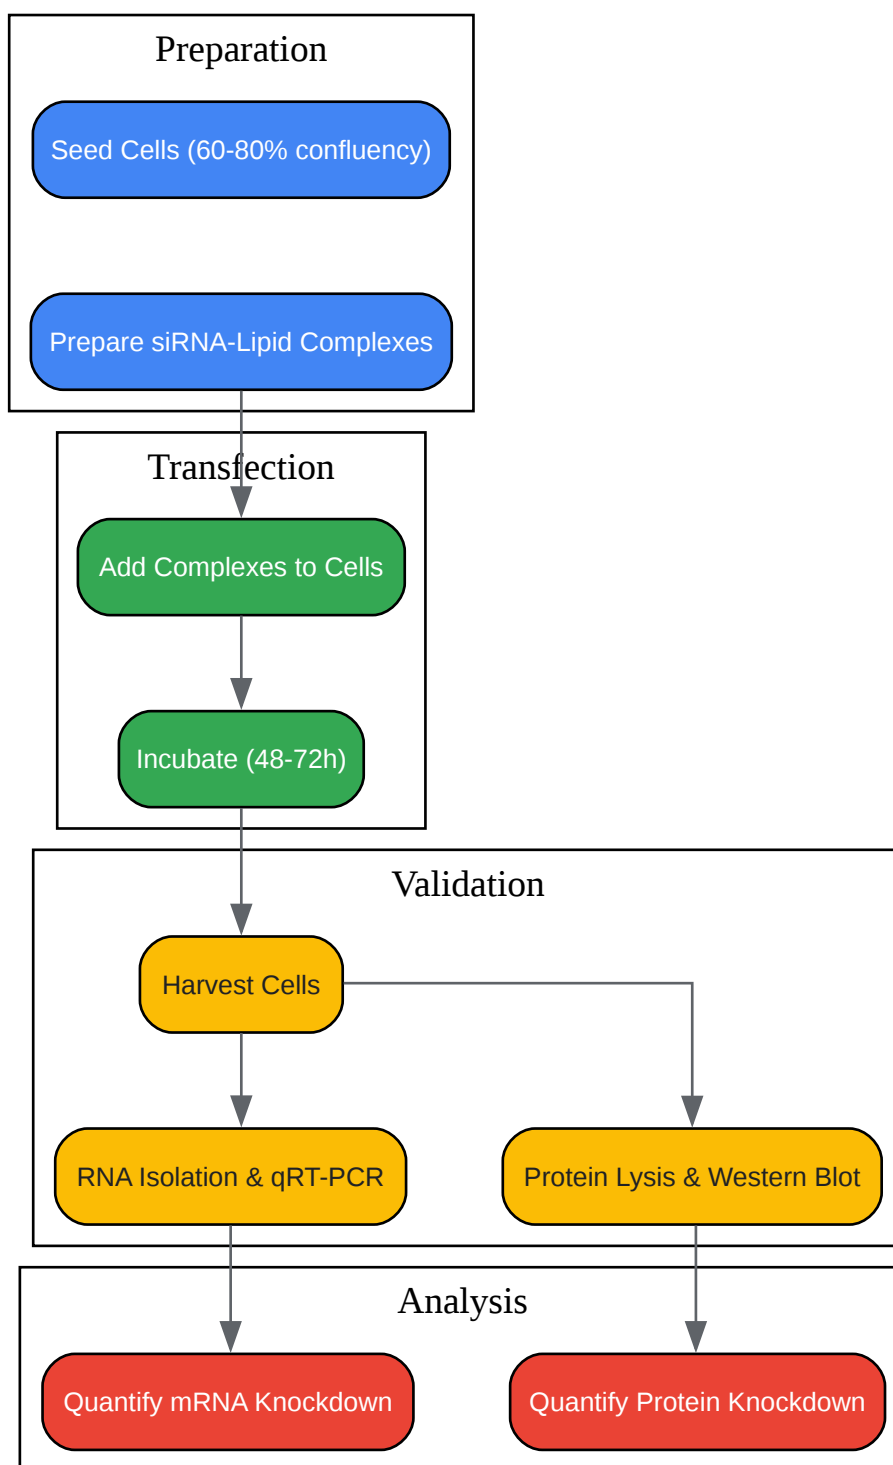 Preparation
Seed Cells (60-80% confluency)
Prepare siRNA-Lipid Complexes
Transfection
Add Complexes to Cells
Incubate (48-72h)
Validation
Harvest Cells
RNA Isolation & qRT-PCR
Protein Lysis & Western Blot
Analysis
Quantify mRNA Knockdown
Quantify Protein Knockdown